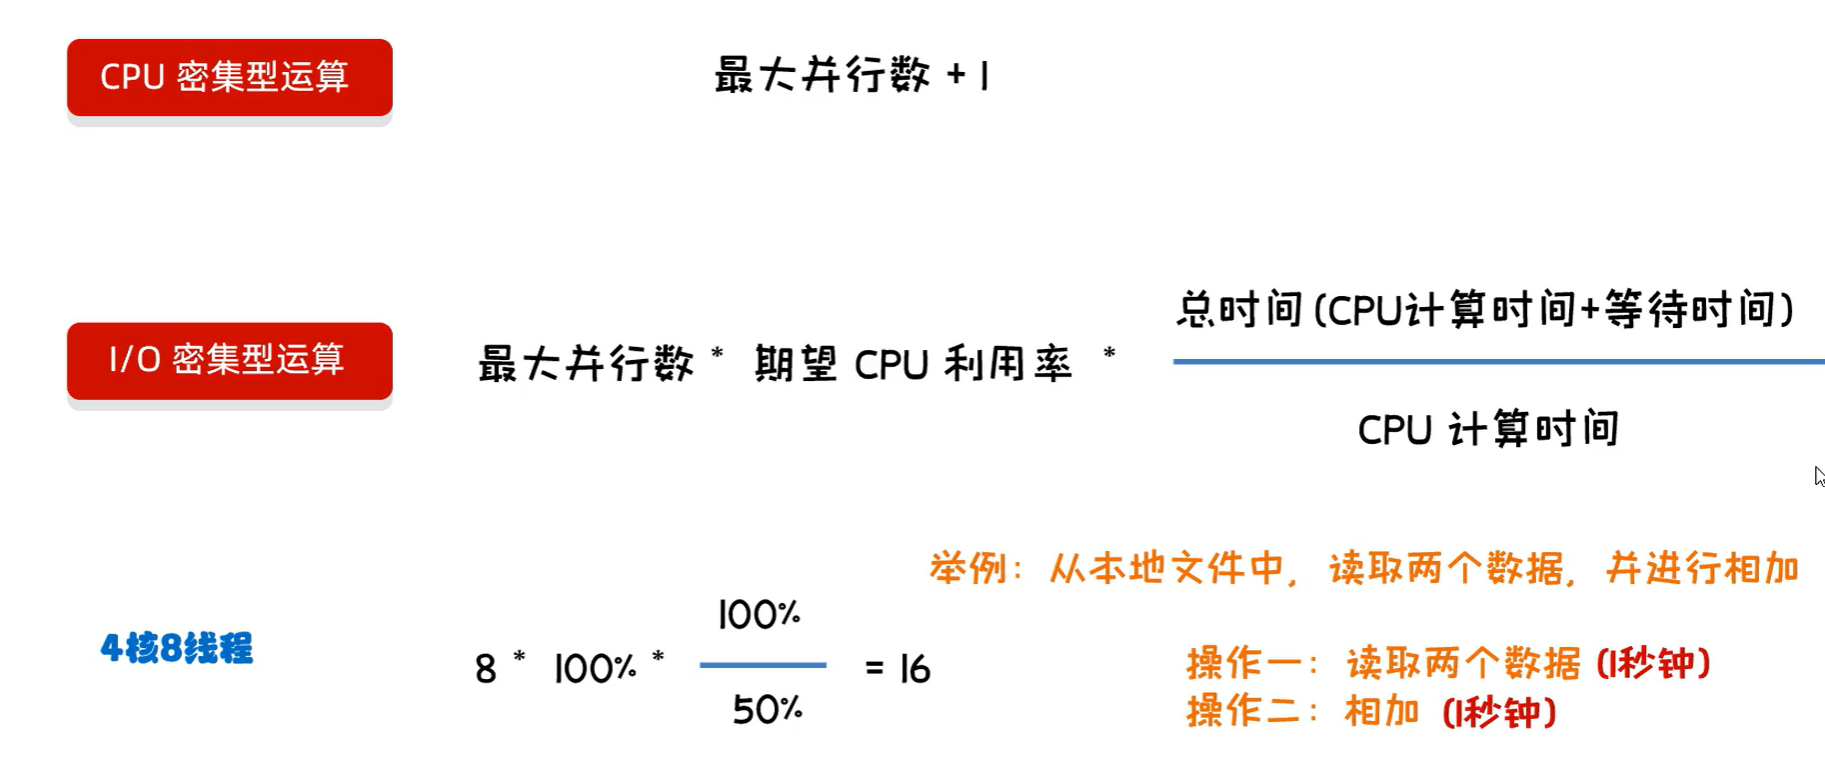 CPU 密集型运算
最大并行数 + 1
总时间(CPU计算时间+等待时间)
I/O 密集型运算
最大并行数 * 期望 CPU 利用率 *
CPU 计算时间
举例：从本地文件中，读取两个数据，并进行相加
4核8线程
8 * 100% *
100%
50%
= 16
操作一：读取两个数据 (1秒钟)
操作二：相加 (1秒钟)